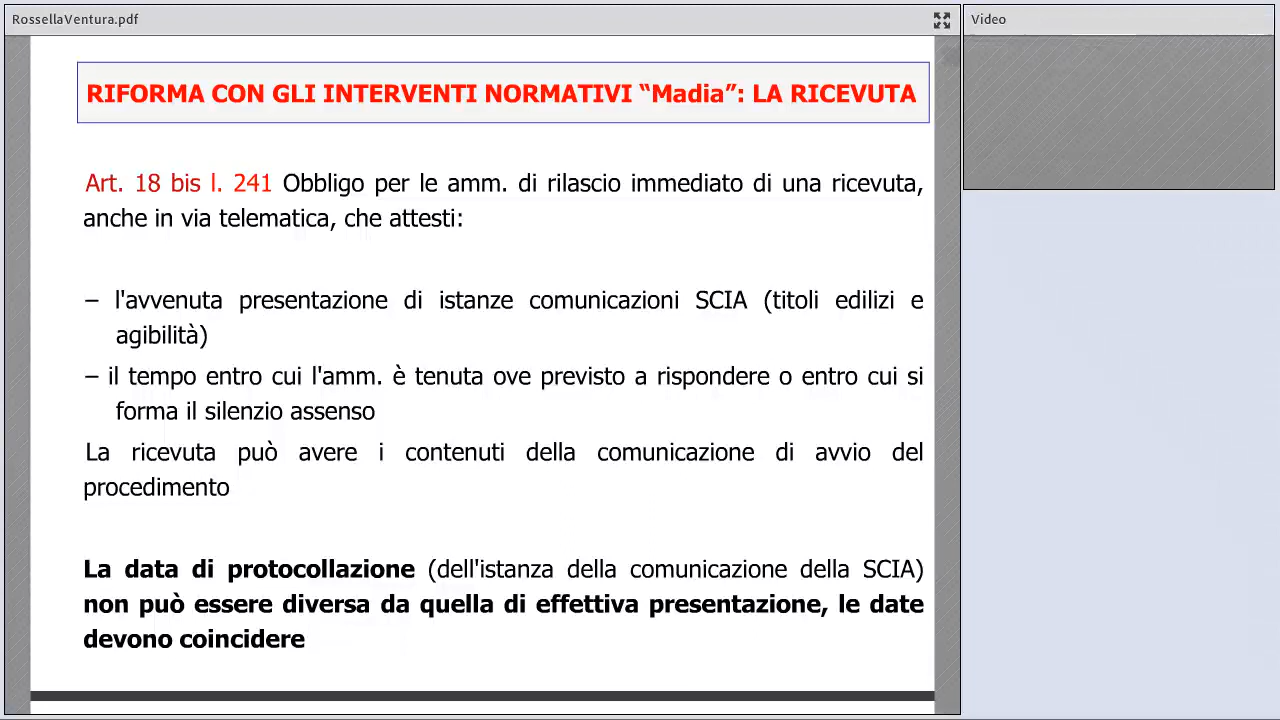 RossellaVentura.pdf
Video
RIFORMA CON GLI INTERVENTI NORMATIVI “Madia”: LA RICEVUTA
Art. 18 bis l. 241 Obbligo per le amm. di rilascio immediato di una ricevuta,
anche in via telematica, che attesti:
– l'avvenuta presentazione di istanze comunicazioni SCIA (titoli edilizi e
agibilità)
– il tempo entro cui l'amm. è tenuta ove previsto a rispondere o entro cui si
forma il silenzio assenso
La ricevuta può avere i contenuti della comunicazione di avvio del
procedimento
La data di protocollazione (dell'istanza della comunicazione della SCIA)
non può essere diversa da quella di effettiva presentazione, le date
devono coincidere